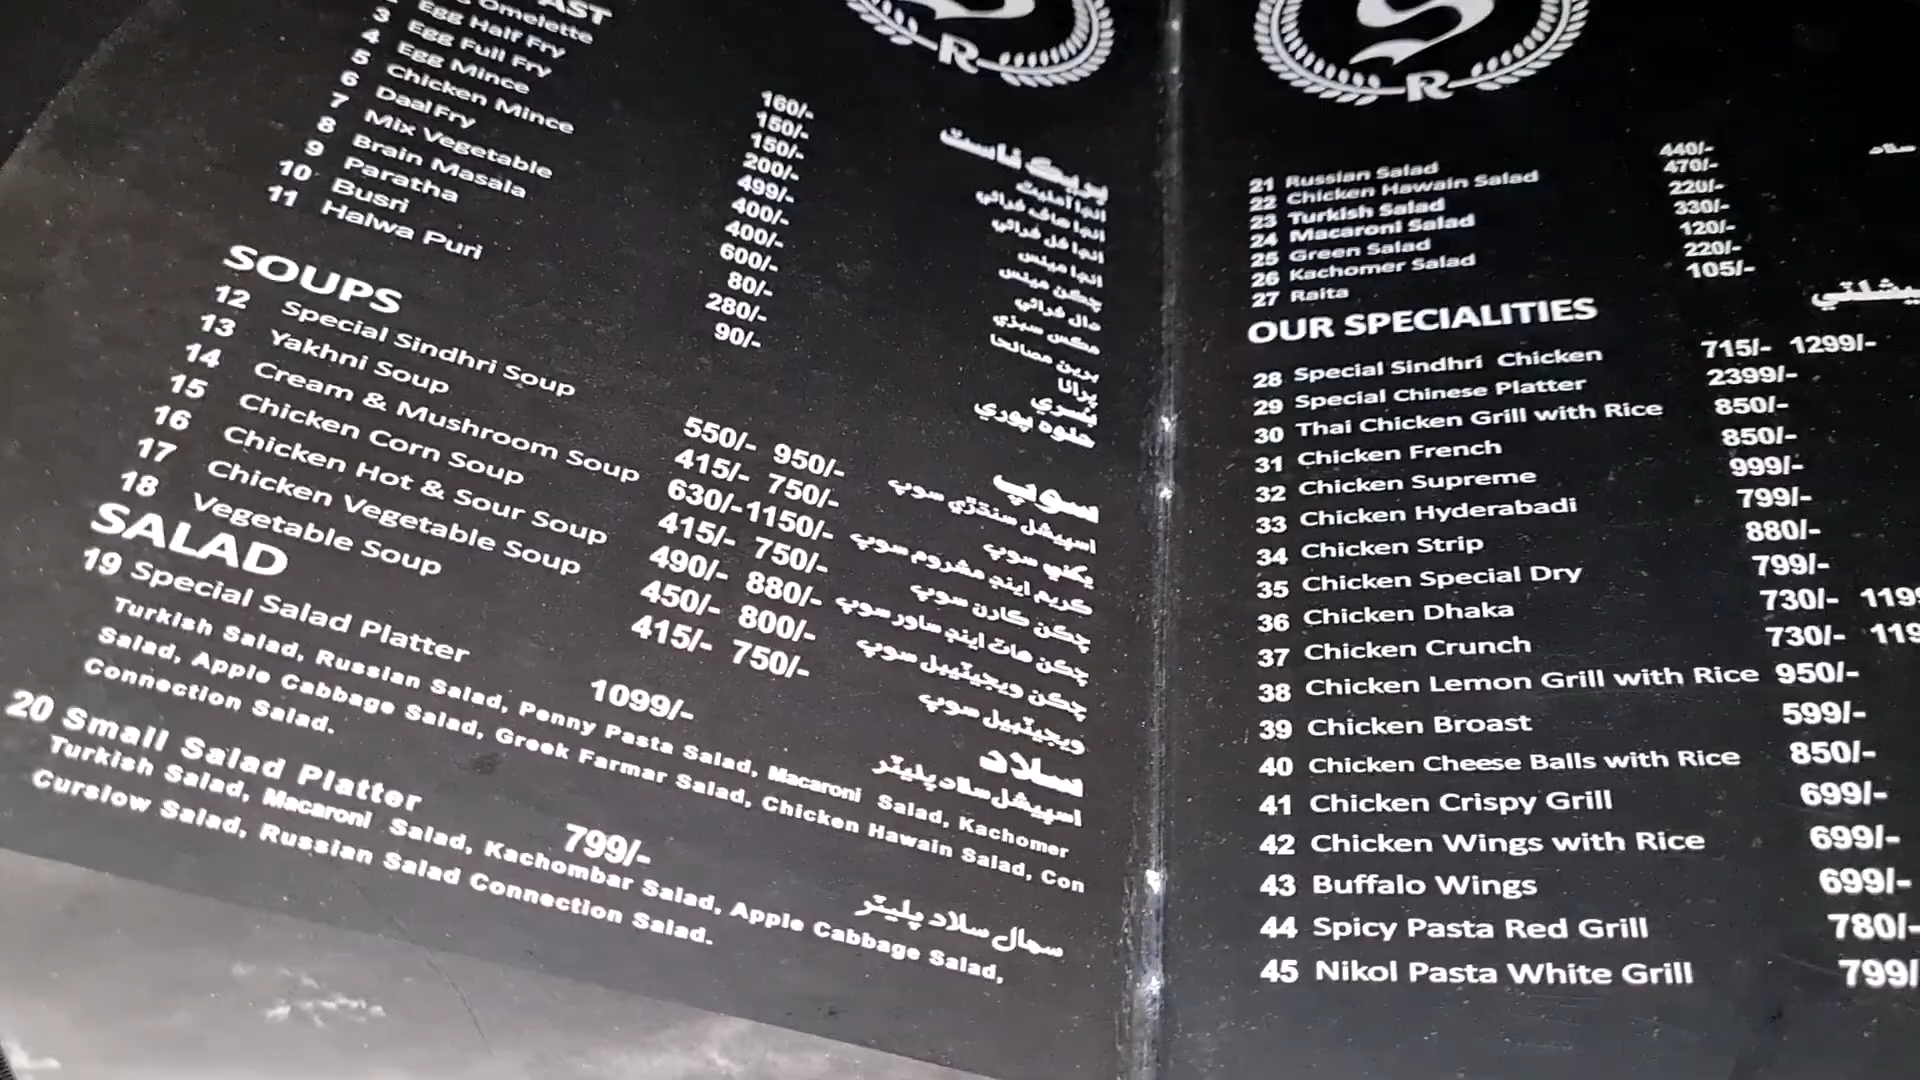 AST
Omelette 160/-
3 Egg Half Fry 150/-
4 Egg Full Fry 150/-
5 Egg Mince 200/-
6 Chicken Mince 499/-
7 Daal Fry 400/-
8 Mix Vegetable 400/-
9 Brain Masala 600/-
10 Paratha 80/-
11 Busri 280/-
Halwa Puri 90/-
SOUPS
سوپ
12 Special Sindhri Soup 550/- 950/-
13 Yakhni Soup 415/- 750/-
14 Cream & Mushroom Soup 630/- 1150/-
15 Chicken Corn Soup 415/- 750/-
16 Chicken Hot & Sour Soup 490/- 880/-
17 Chicken Vegetable Soup 450/- 800/-
18 Vegetable Soup 415/- 750/-
SALAD
سلاد
19 Special Salad Platter 1099/- اسپيشل سلاد پليٽر
Turkish Salad, Russian Salad, Penny Pasta Salad, Macaroni Salad, Kachomer
Salad, Apple Cabbage Salad, Greek Farmar Salad, Chicken Hawain Salad, Con
Connection Salad.
20 Small Salad Platter 799/- سمال سلاد پليٽر
Turkish Salad, Macaroni Salad, Kachombar Salad, Apple Cabbage Salad,
Curslow Salad, Russian Salad Connection Salad.
S
R
21 Russian Salad 440/-
22 Chicken Hawain Salad 470/-
23 Turkish Salad 220/-
24 Macaroni Salad 330/-
25 Green Salad 120/-
26 Kachomer Salad 220/-
27 Raita 105/-
OUR SPECIALITIES
28 Special Sindhri Chicken 715/- 1299/-
29 Special Chinese Platter 2399/-
30 Thai Chicken Grill with Rice 850/-
31 Chicken French 850/-
32 Chicken Supreme 999/-
33 Chicken Hyderabadi 799/-
34 Chicken Strip 880/-
35 Chicken Special Dry 799/-
36 Chicken Dhaka 730/- 1199
37 Chicken Crunch 730/- 119
38 Chicken Lemon Grill with Rice 950/-
39 Chicken Broast 599/-
40 Chicken Cheese Balls with Rice 850/-
41 Chicken Crispy Grill 699/-
42 Chicken Wings with Rice 699/-
43 Buffalo Wings 699/-
44 Spicy Pasta Red Grill 780/-
45 Nikol Pasta White Grill 799/